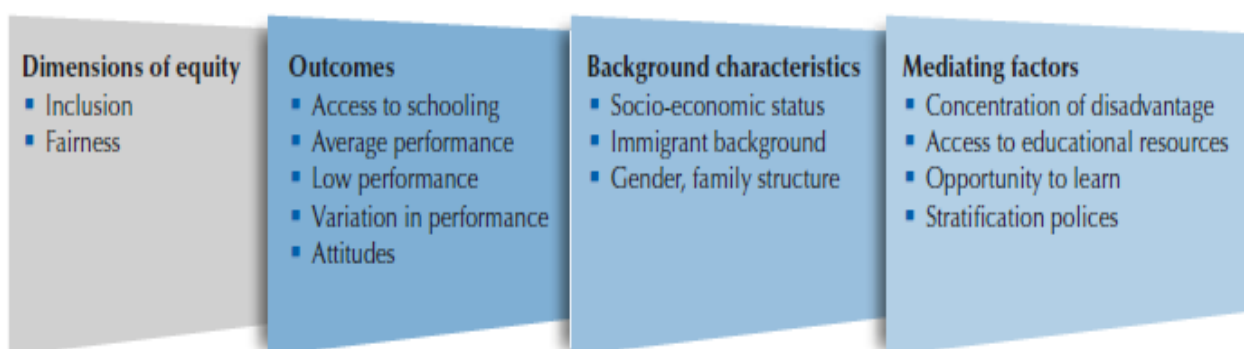 Dimensions of equity
▪ Inclusion
▪ Fairness
Outcomes
▪ Access to schooling
▪ Average performance
▪ Low performance
▪ Variation in performance
▪ Attitudes
Background characteristics
▪ Socio-economic status
▪ Immigrant background
▪ Gender, family structure
Mediating factors
▪ Concentration of disadvantage
▪ Access to educational resources
▪ Opportunity to learn
▪ Stratification polices